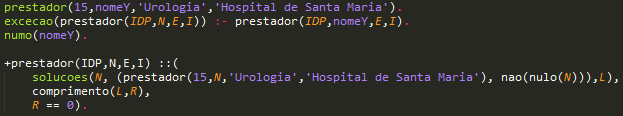 prestador(15,nomeY,'Urologia','Hospital de Santa Maria').
excecao(prestador(IDP,N,E,I)) :- prestador(IDP,nomeY,E,I).
numo(nomeY).
+prestador(IDP,N,E,I) ::(
solucoes(N, (prestador(15,N,'Urologia','Hospital de Santa Maria'), nao(nulo(N))),L),
comprimento(L,R),
R == 0).